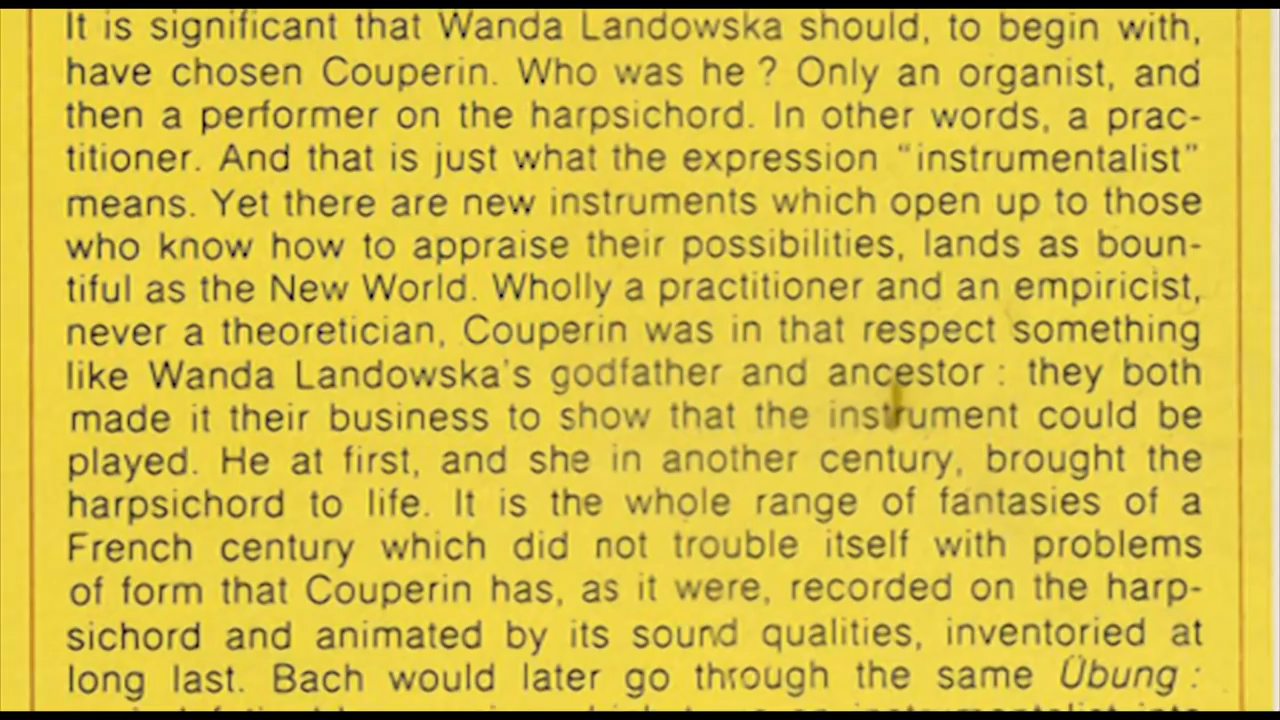 It is significant that Wanda Landowska should, to begin with,
have chosen Couperin. Who was he ? Only an organist, and
then a performer on the harpsichord. In other words, a prac-
titioner. And that is just what the expression “instrumentalist”
means. Yet there are new instruments which open up to those
who know how to appraise their possibilities, lands as boun-
tiful as the New World. Wholly a practitioner and an empiricist,
never a theoretician, Couperin was in that respect something
like Wanda Landowska's godfather and ancestor : they both
made it their business to show that the instrument could be
played. He at first, and she in another century, brought the
harpsichord to life. It is the whole range of fantasies of a
French century which did not trouble itself with problems
of form that Couperin has, as it were, recorded on the harp-
sichord and animated by its sound qualities, inventoried at
long last. Bach would later go through the same Übung :